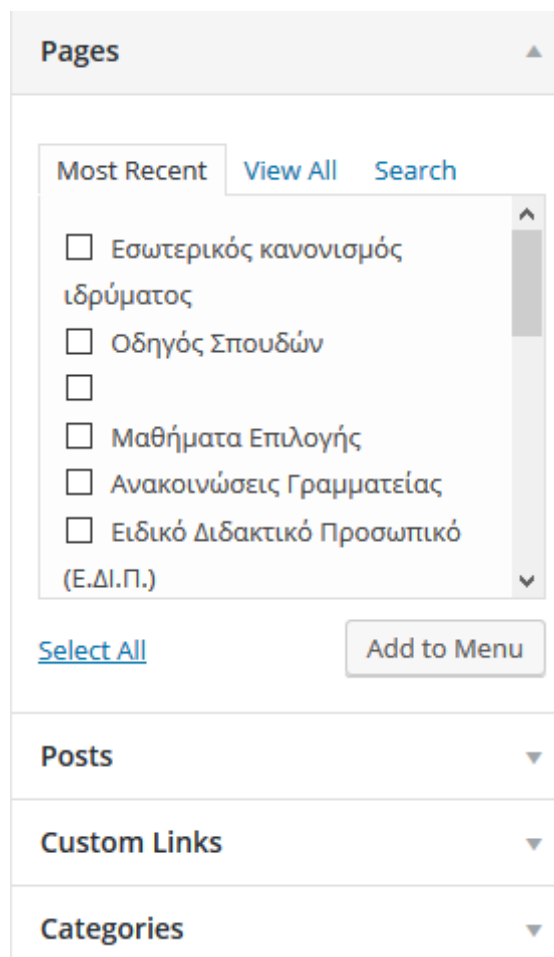 Pages
Most Recent View All Search
Εσωτερικός κανονισμός
ιδρύματος
Οδηγός Σπουδών
Μαθήματα Επιλογής
Ανακοινώσεις Γραμματείας
Ειδικό Διδακτικό Προσωπικό
(Ε.ΔΙ.Π.)
Select All Add to Menu
Posts
Custom Links
Categories